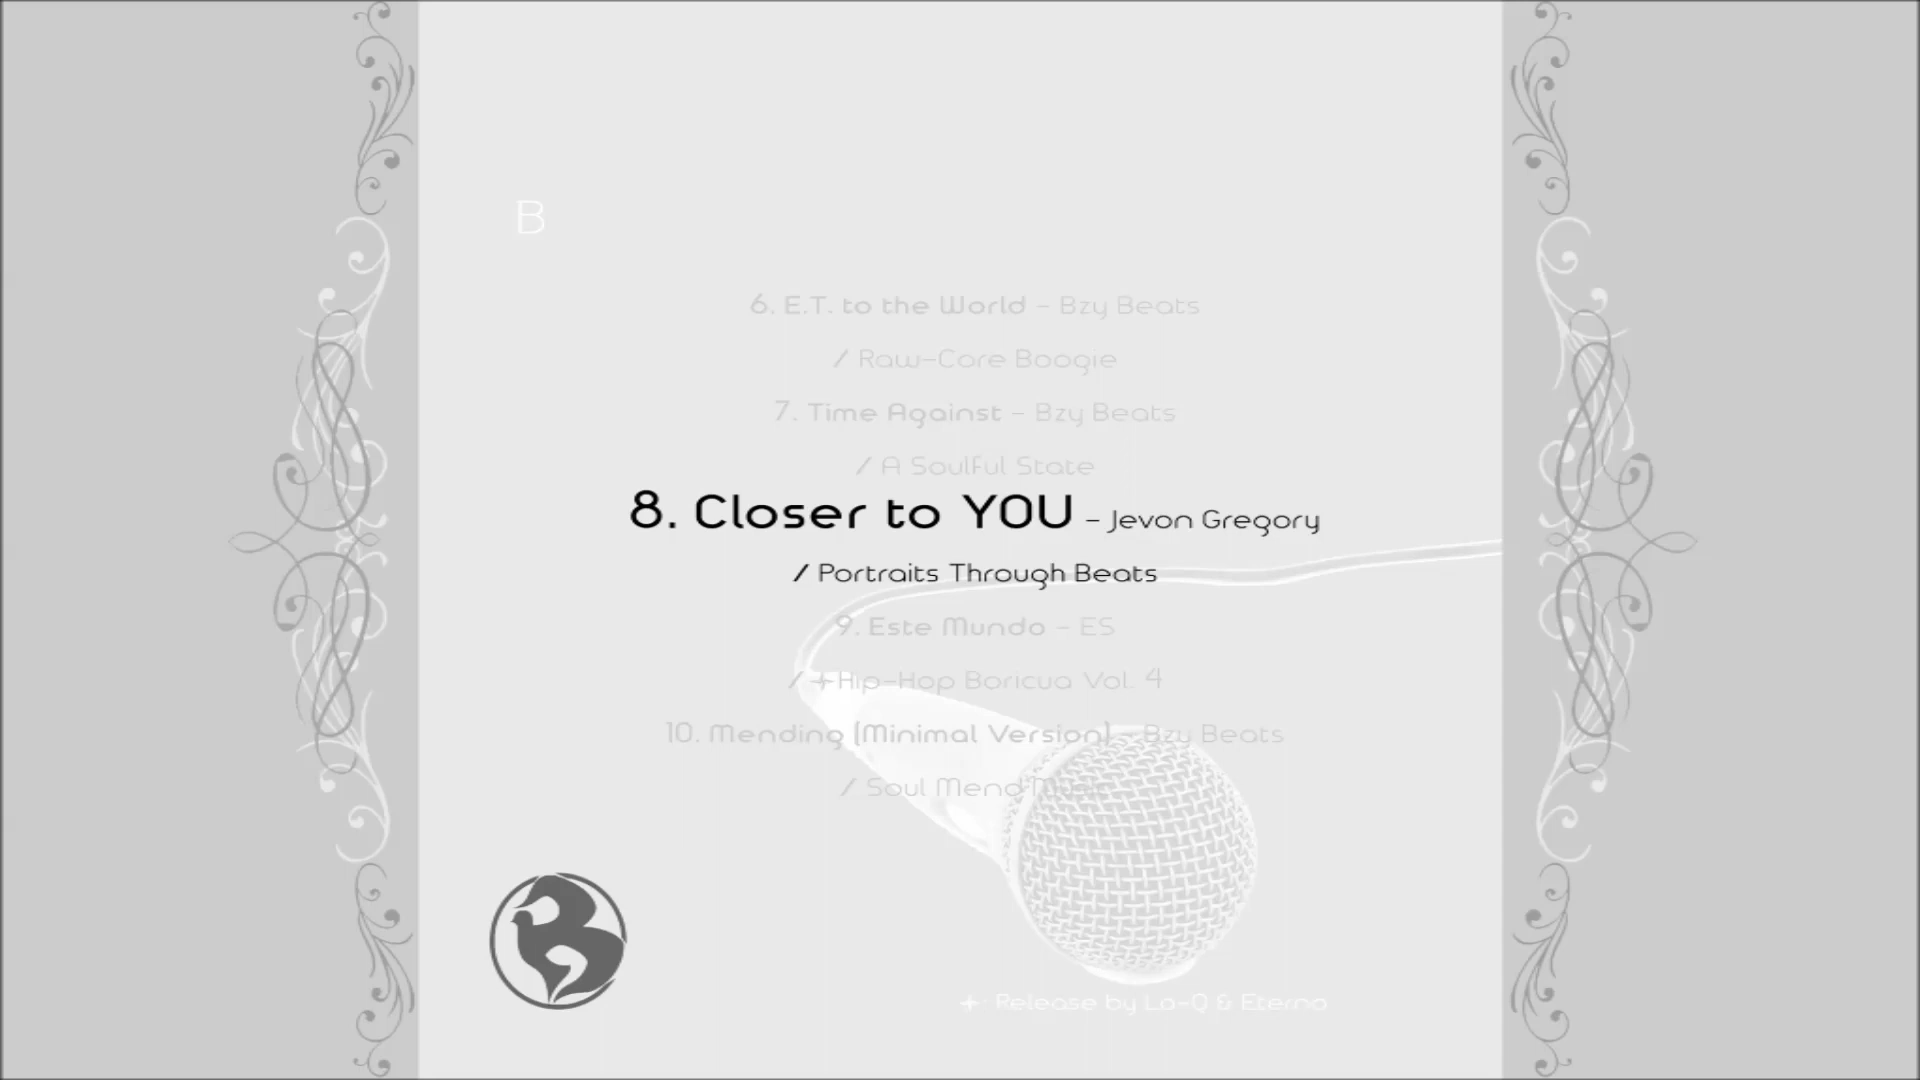 B
6. E.T. to the World - Bzy Beats
/ Raw-Core Boogie
7. Time Against - Bzy Beats
/ A Soulful State
8. Closer to YOU - Jevon Gregory
/ Portraits Through Beats
9. Este Mundo - ES
/ +Hip-Hop Boricua Vol. 4
10. Mending (Minimal Version) - Bzy Beats
/ Soul Mend
+ Release by La-Q & Eterno